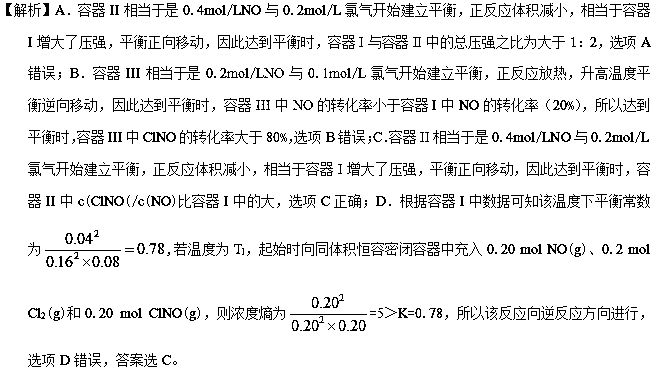 【解析】A．容器 II 相当于是 0.4mol/LNO 与 0.2mol/L 氯气开始建立平衡，正反应体积减小，相当于容器
I 增大了压强，平衡正向移动，因此达到平衡时，容器 I 与容器 II 中的总压强之比为大于 1：2，选项 A
错误；B．容器 III 相当于是 0.2mol/LNO 与 0.1mol/L 氯气开始建立平衡，正反应放热，升高温度平
衡逆向移动，因此达到平衡时，容器 III 中 NO 的转化率小于容器 I 中 NO 的转化率（20%），所以达到
平衡时，容器 III 中 ClNO 的转化率大于 80%，选项 B 错误；C.容器 II 相当于是 0.4mol/LNO 与 0.2mol/L
氯气开始建立平衡，正反应体积减小，相当于容器 I 增大了压强，平衡正向移动，因此达到平衡时，容
器 II 中 c(ClNO(/c(NO)比容器 I 中的大，选项 C 正确；D．根据容器 I 中数据可知该温度下平衡常数
为 0.04²/(0.16²×0.08)=0.78, 若温度为 T₁，起始时向同体积恒容密闭容器中充入 0.20 mol NO(g)、0.2 mol
Cl₂(g)和 0.20 mol ClNO(g)，则浓度熵为 0.20²/(0.20²×0.20)=5＞K=0.78，所以该反应向逆反应方向进行，
选项 D 错误，答案选 C。